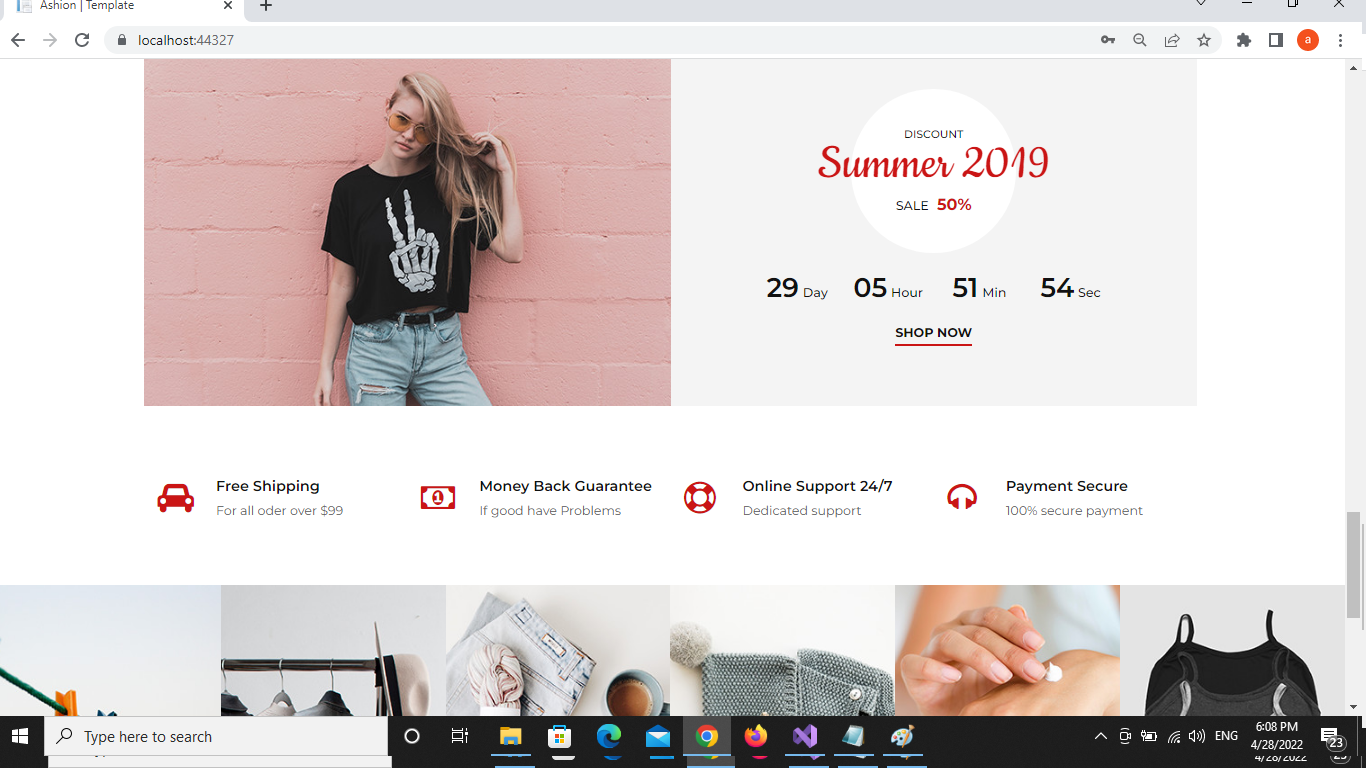 Ashion | Template
localhost:44327
a
DISCOUNT
Summer 2019
SALE 50%
29 Day 05 Hour 51 Min 54 Sec
SHOP NOW
Free Shipping
For all oder over $99
Money Back Guarantee
If good have Problems
Online Support 24/7
Dedicated support
Payment Secure
100% secure payment
Type here to search
ENG
6:08 PM
4/28/2022
23